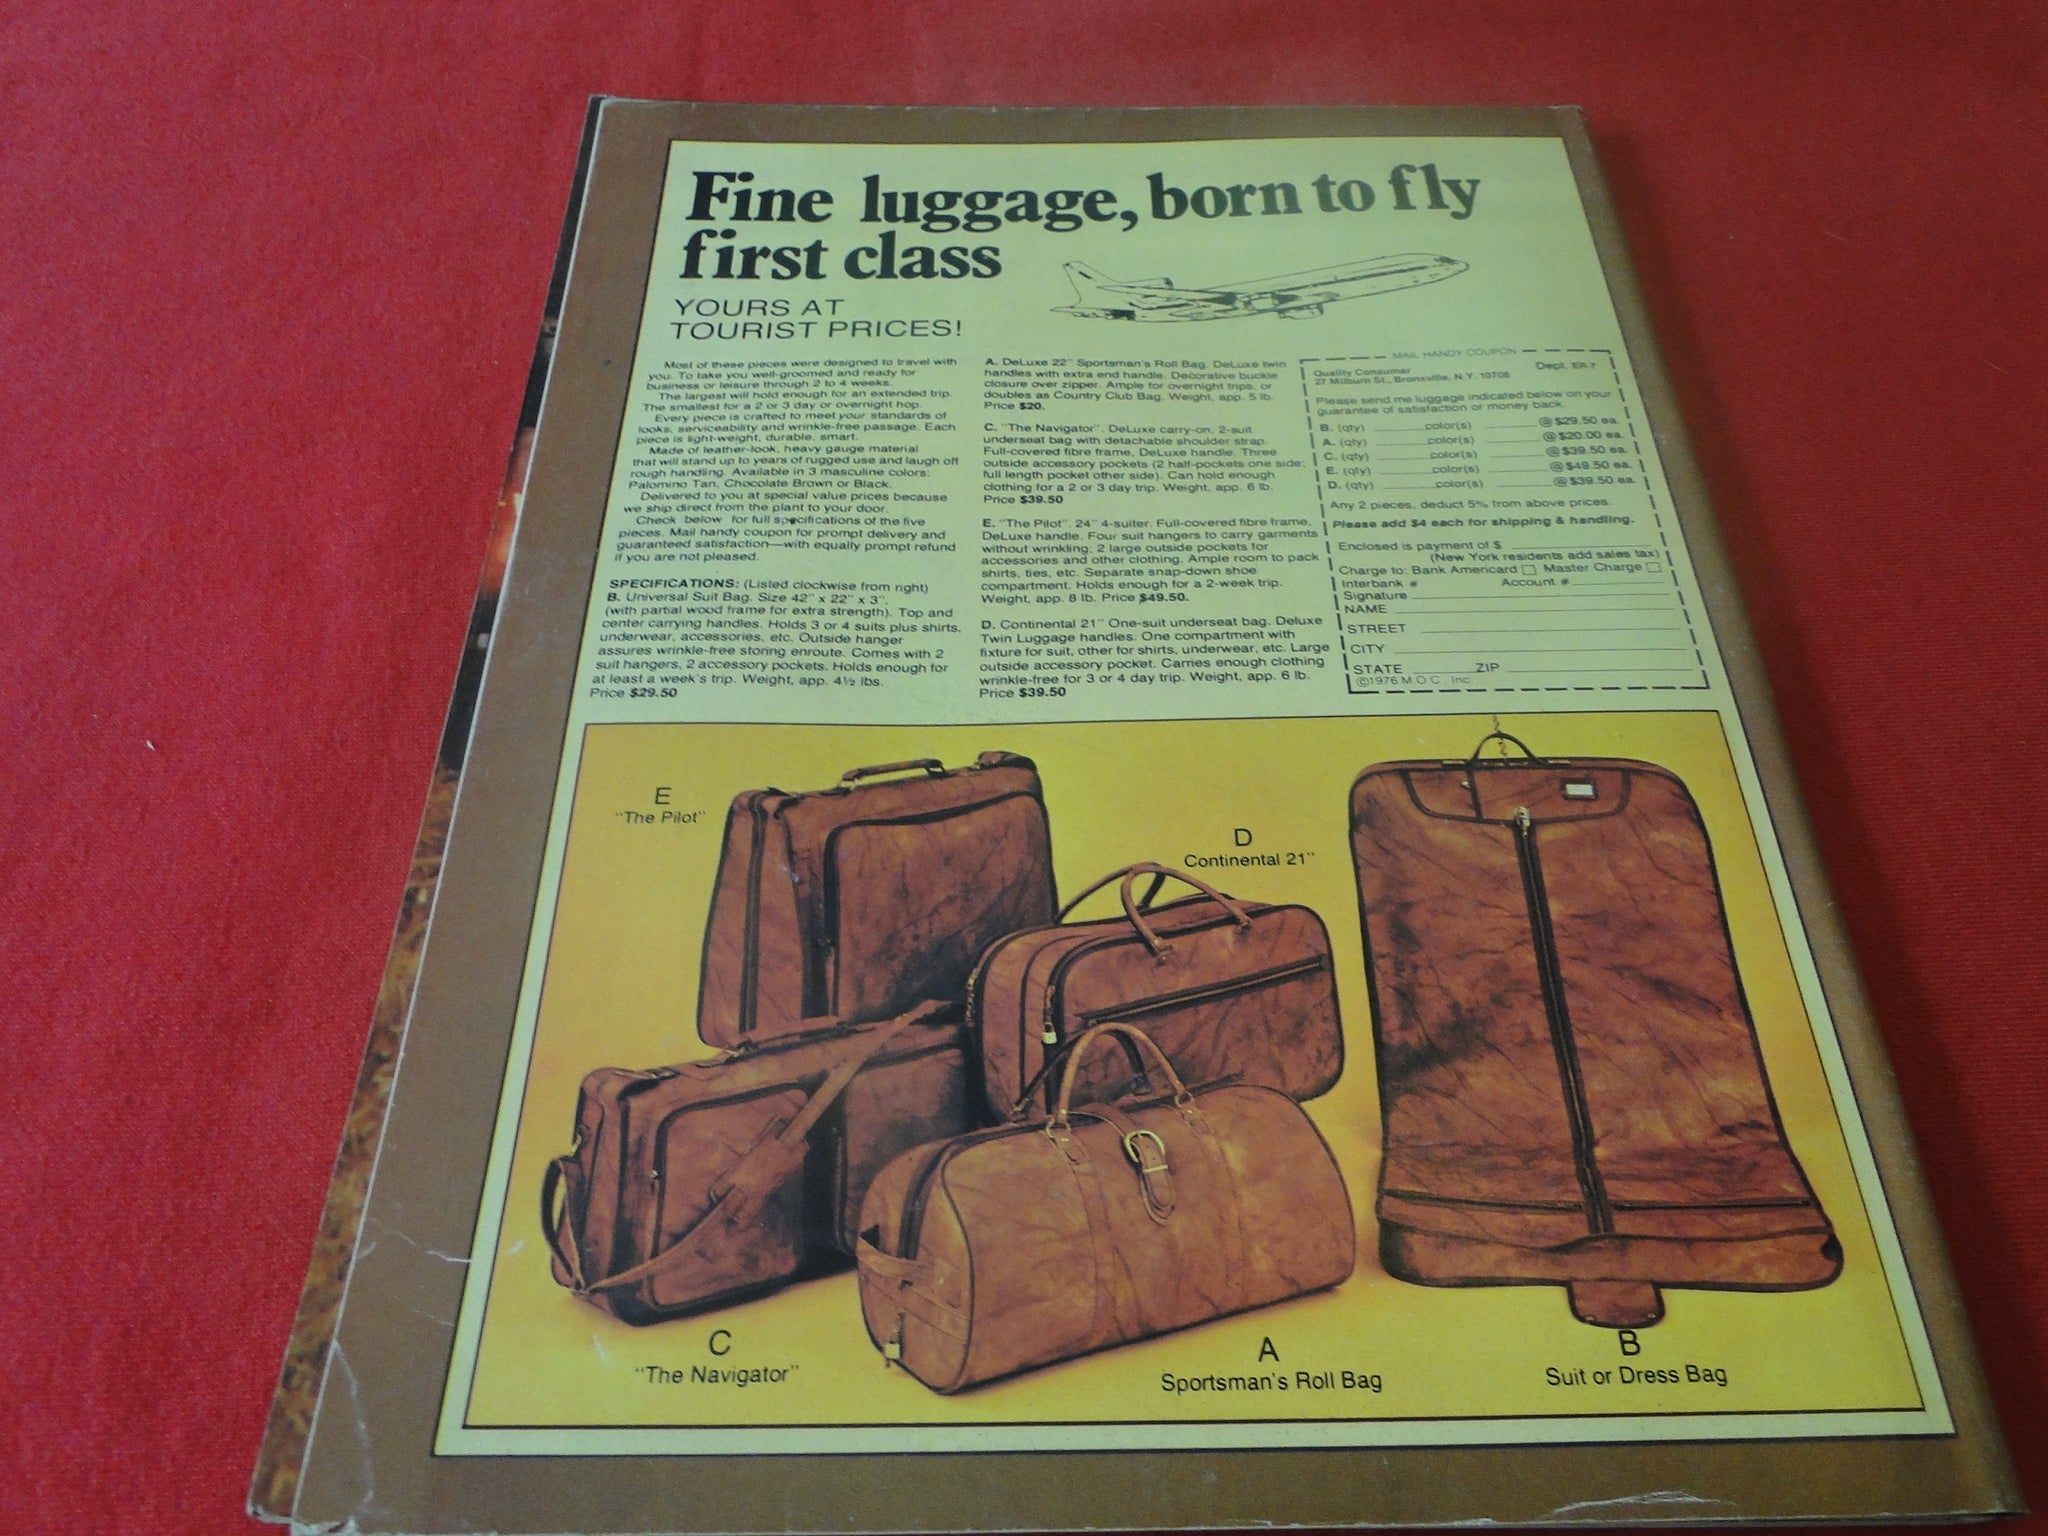 Fine luggage, born to fly
first class
YOURS AT
TOURIST PRICES!
Most of these pieces were designed to travel with
you. To take you well-groomed and ready for
business or leisure through 2 to 4 weeks.
The largest will hold enough for an extended trip.
The smallest for a 2 or 3 day or overnight hop.
Every piece is crafted to meet your standards of
looks, serviceability and wrinkle-free passage. Each
piece is light-weight, durable, smart.
Made of leather-look, heavy gauge material
that will stand up to years of rugged use and laugh off
rough handling. Available in 3 masculine colors:
Palomino Tan, Chocolate Brown or Black.
Delivered to you at special value prices because
we ship direct from the plant to your door.
Check below for full specifications of the five
pieces. Mail handy coupon for prompt delivery and
guaranteed satisfaction—with equally prompt refund
if you are not pleased.
SPECIFICATIONS: (Listed clockwise from right)
B. Universal Suit Bag. Size 42" x 22" x 3".
(with partial wood frame for extra strength). Top and
center carrying handles. Holds 3 or 4 suits plus shirts,
underwear, accessories, etc. Outside hanger
assures wrinkle-free storing enroute. Comes with 2
suit hangers, 2 accessory pockets. Holds enough for
at least a week's trip. Weight, app. 4½ lbs.
Price $29.50
A. DeLuxe 22" Sportsman's Roll Bag. DeLuxe twin
handles with extra end handle. Decorative buckle
closure over zipper. Ample for overnight trips, or
doubles as Country Club Bag. Weight, app. 5 lb.
Price $20.
C. "The Navigator". DeLuxe carry-on, 2-suit
underseat bag with detachable shoulder strap.
Full-covered fibre frame, DeLuxe handle. Three
outside accessory pockets (2 half-pockets one side;
full length pocket other side). Can hold enough
clothing for a 2 or 3 day trip. Weight, app. 6 lb.
Price $39.50
E. "The Pilot". 24" 4-suiter. Full-covered fibre frame,
DeLuxe handle. Four suit hangers to carry garments
without wrinkling; 2 large outside pockets for
accessories and other clothing. Ample room to pack
shirts, ties, etc. Separate snap-down shoe
compartment. Holds enough for a 2-week trip.
Weight, app. 8 lb. Price $49.50.
D. Continental 21" One-suit underseat bag. Deluxe
Twin Luggage handles. One compartment with
fixture for suit, other for shirts, underwear, etc. Large
outside accessory pocket. Carries enough clothing
wrinkle-free for 3 or 4 day trip. Weight, app. 6 lb.
Price $39.50
MAIL HANDY COUPON
Quality Consumer Dept. ER-7
27 Milburn St., Bronxville, N.Y. 10708
Please send me luggage indicated below on your
guarantee of satisfaction or money back.
B. (qty) color(s) @ $29.50 ea.
A. (qty) color(s) @ $20.00 ea.
C. (qty) color(s) @ $39.50 ea.
E. (qty) color(s) @ $49.50 ea.
D. (qty) color(s) @ $39.50 ea.
Any 2 pieces, deduct 5% from above prices.
Please add $4 each for shipping & handling.
Enclosed is payment of $
(New York residents add sales tax)
Charge to: Bank Americard Master Charge
Interbank # Account #
Signature
NAME
STREET
CITY
STATE ZIP
©1976 M.O.C., Inc.
E
"The Pilot"
D
Continental 21"
C
"The Navigator"
A
Sportsman's Roll Bag
B
Suit or Dress Bag